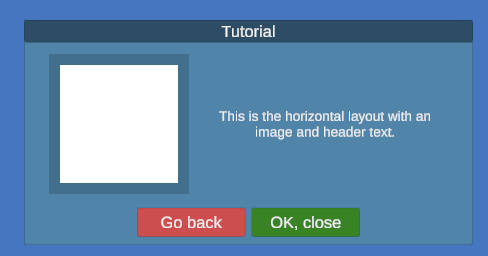 Tutorial
This is the horizontal layout with an
image and header text.
Go back
OK, close